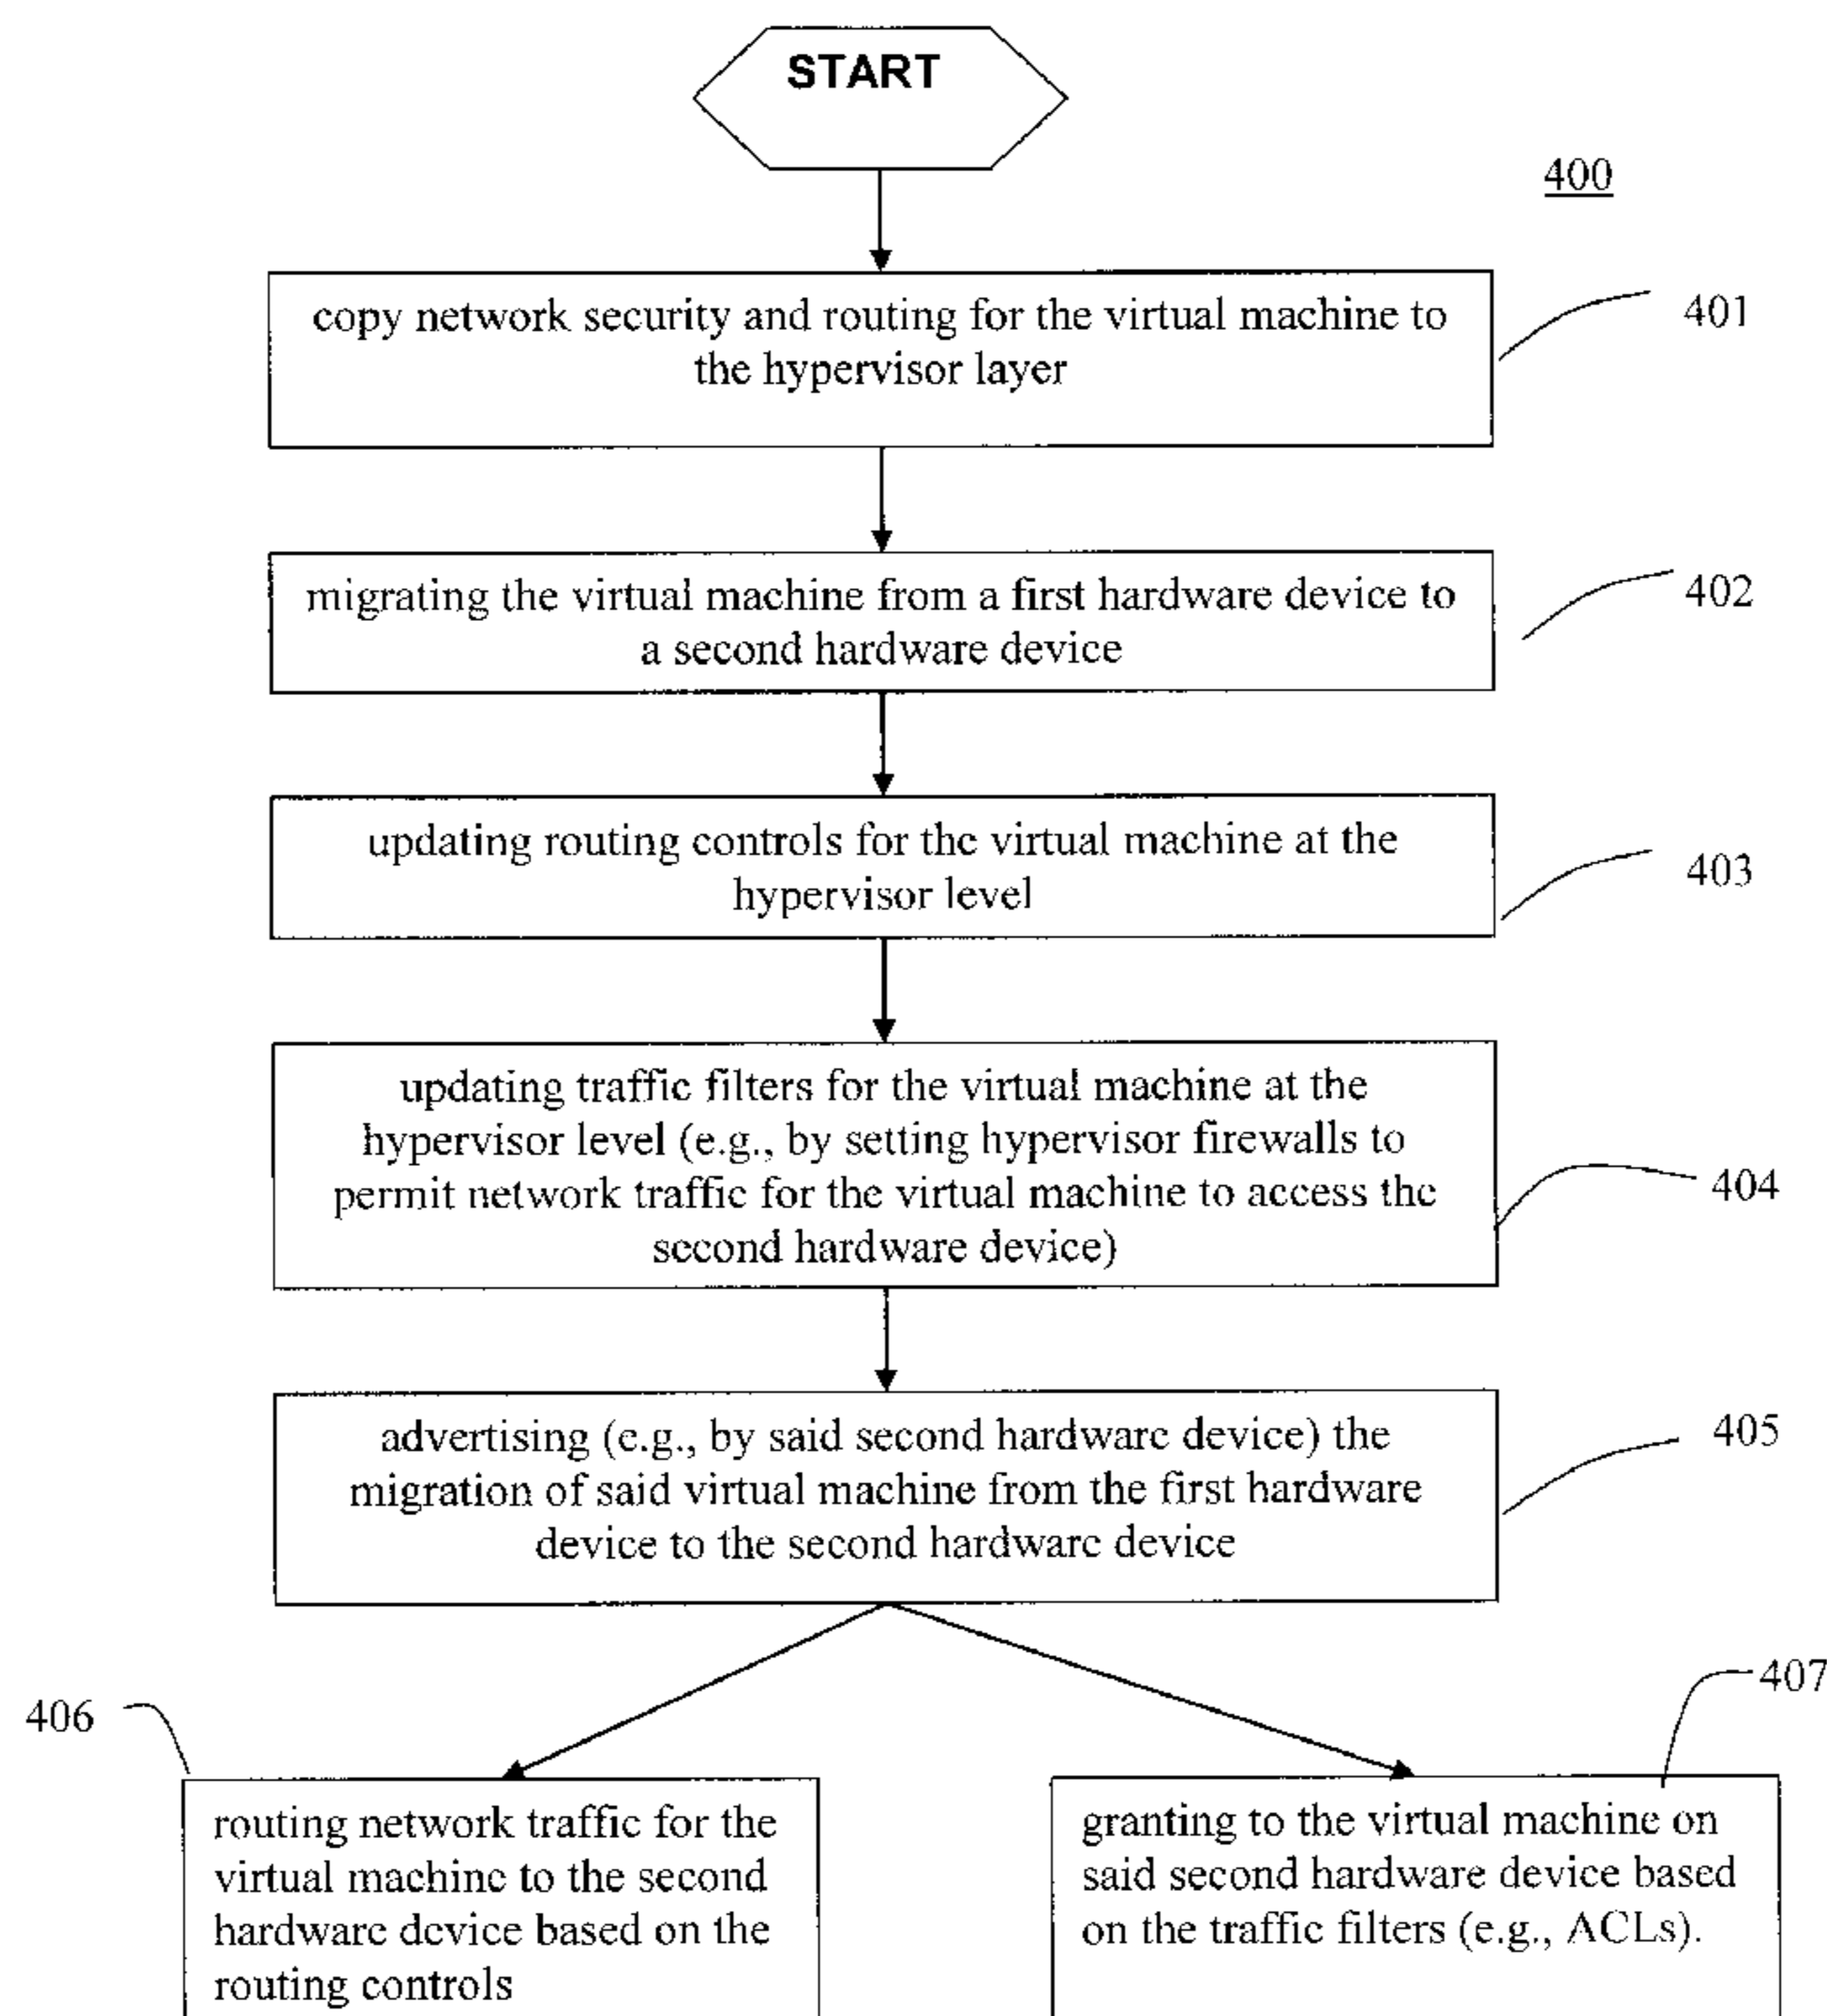 START
400
copy network security and routing for the virtual machine to
the hypervisor layer
401
migrating the virtual machine from a first hardware device to
a second hardware device
402
updating routing controls for the virtual machine at the
hypervisor level
403
updating traffic filters for the virtual machine at the
hypervisor level (e.g., by setting hypervisor firewalls to
permit network traffic for the virtual machine to access the
second hardware device)
404
advertising (e.g., by said second hardware device) the
migration of said virtual machine from the first hardware
device to the second hardware device
405
406
routing network traffic for the
virtual machine to the second
hardware device based on the
routing controls
407
granting to the virtual machine on
said second hardware device based
on the traffic filters (e.g., ACLs).